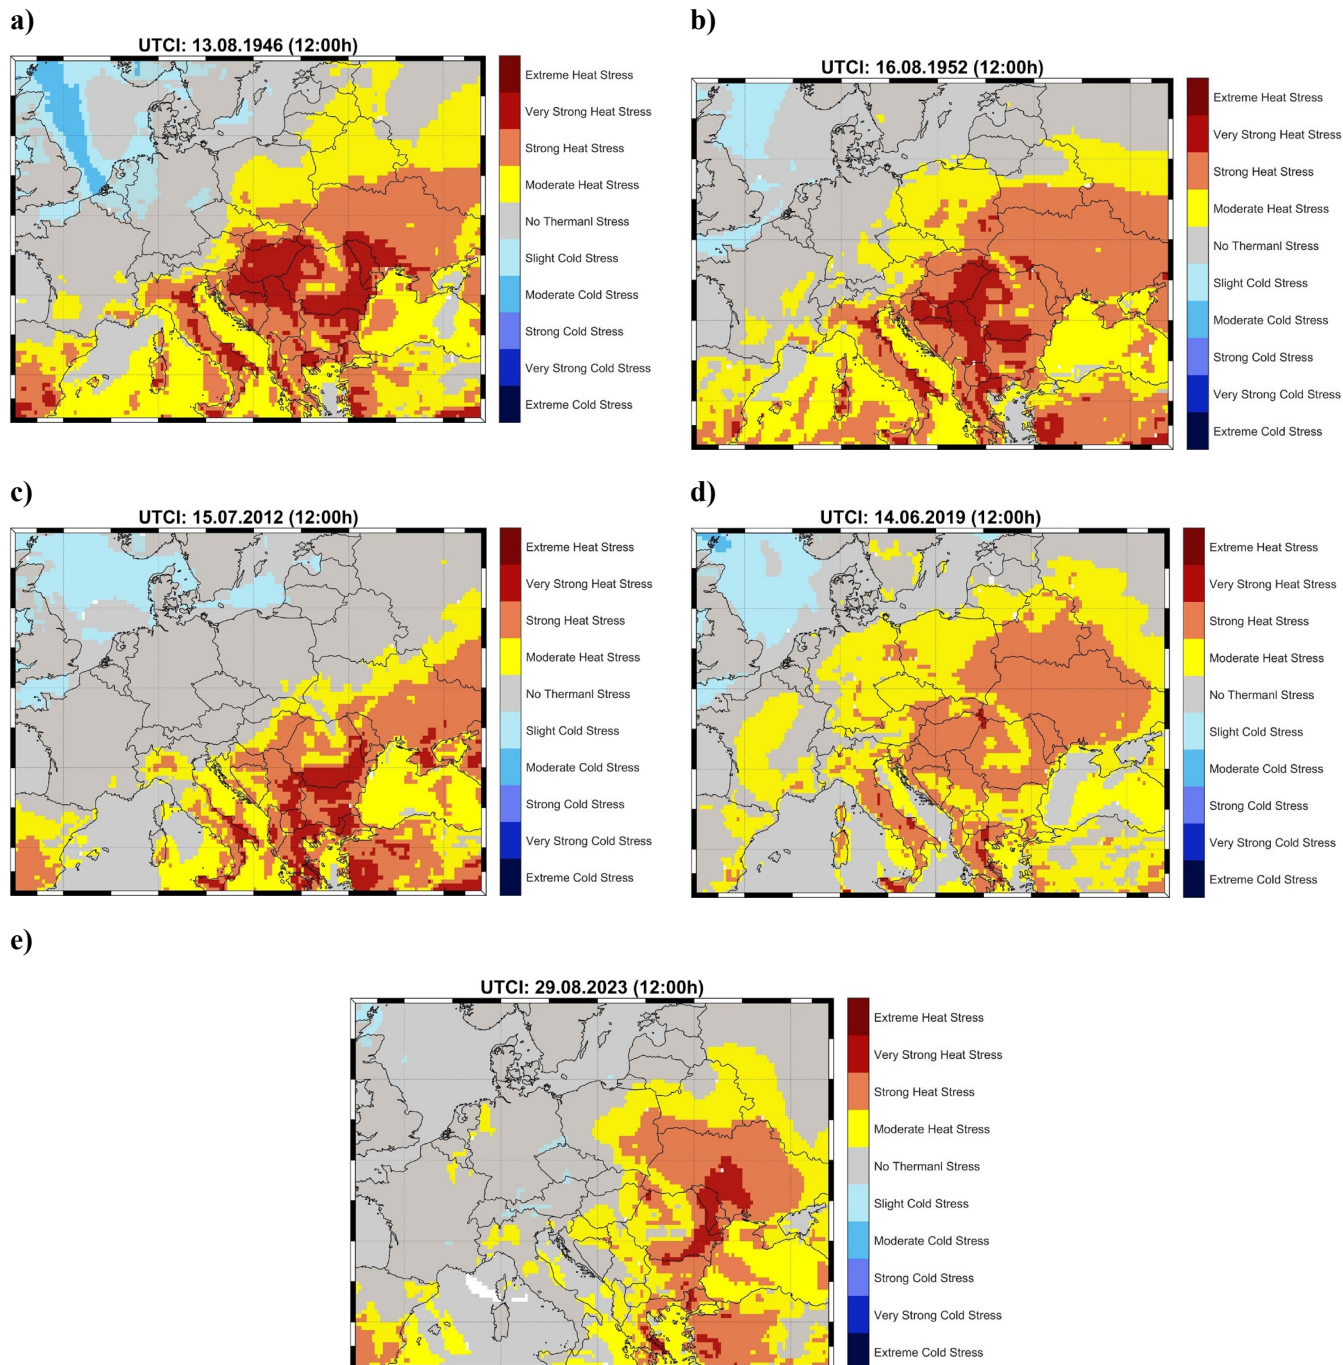 a)
UTCI: 13.08.1946 (12:00h)
Extreme Heat Stress
Very Strong Heat Stress
Strong Heat Stress
Moderate Heat Stress
No Thermanl Stress
Slight Cold Stress
Moderate Cold Stress
Strong Cold Stress
Very Strong Cold Stress
Extreme Cold Stress
b)
UTCI: 16.08.1952 (12:00h)
Extreme Heat Stress
Very Strong Heat Stress
Strong Heat Stress
Moderate Heat Stress
No Thermanl Stress
Slight Cold Stress
Moderate Cold Stress
Strong Cold Stress
Very Strong Cold Stress
Extreme Cold Stress
c)
UTCI: 15.07.2012 (12:00h)
Extreme Heat Stress
Very Strong Heat Stress
Strong Heat Stress
Moderate Heat Stress
No Thermanl Stress
Slight Cold Stress
Moderate Cold Stress
Strong Cold Stress
Very Strong Cold Stress
Extreme Cold Stress
d)
UTCI: 14.06.2019 (12:00h)
Extreme Heat Stress
Very Strong Heat Stress
Strong Heat Stress
Moderate Heat Stress
No Thermanl Stress
Slight Cold Stress
Moderate Cold Stress
Strong Cold Stress
Very Strong Cold Stress
Extreme Cold Stress
e)
UTCI: 29.08.2023 (12:00h)
Extreme Heat Stress
Very Strong Heat Stress
Strong Heat Stress
Moderate Heat Stress
No Thermanl Stress
Slight Cold Stress
Moderate Cold Stress
Strong Cold Stress
Very Strong Cold Stress
Extreme Cold Stress